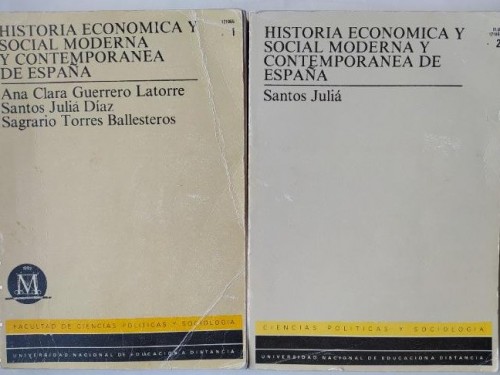 HISTORIA ECONOMICA Y
SOCIAL MODERNA
Y CONTEMPORANEA
DE ESPAÑA
Ana Clara Guerrero Latorre
Santos Juliá Díaz
Sagrario Torres Ballesteros
1
M
FACULTAD DE CIENCIAS POLITICAS Y SOCIOLOGIA
UNIVERSIDAD NACIONAL DE EDUCACION A DISTANCIA
HISTORIA ECONOMICA Y
SOCIAL MODERNA Y
CONTEMPORANEA DE
ESPAÑA
Santos Juliá
2
CIENCIAS POLITICAS Y SOCIOLOGIA
UNIVERSIDAD NACIONAL DE EDUCACION A DISTANCIA